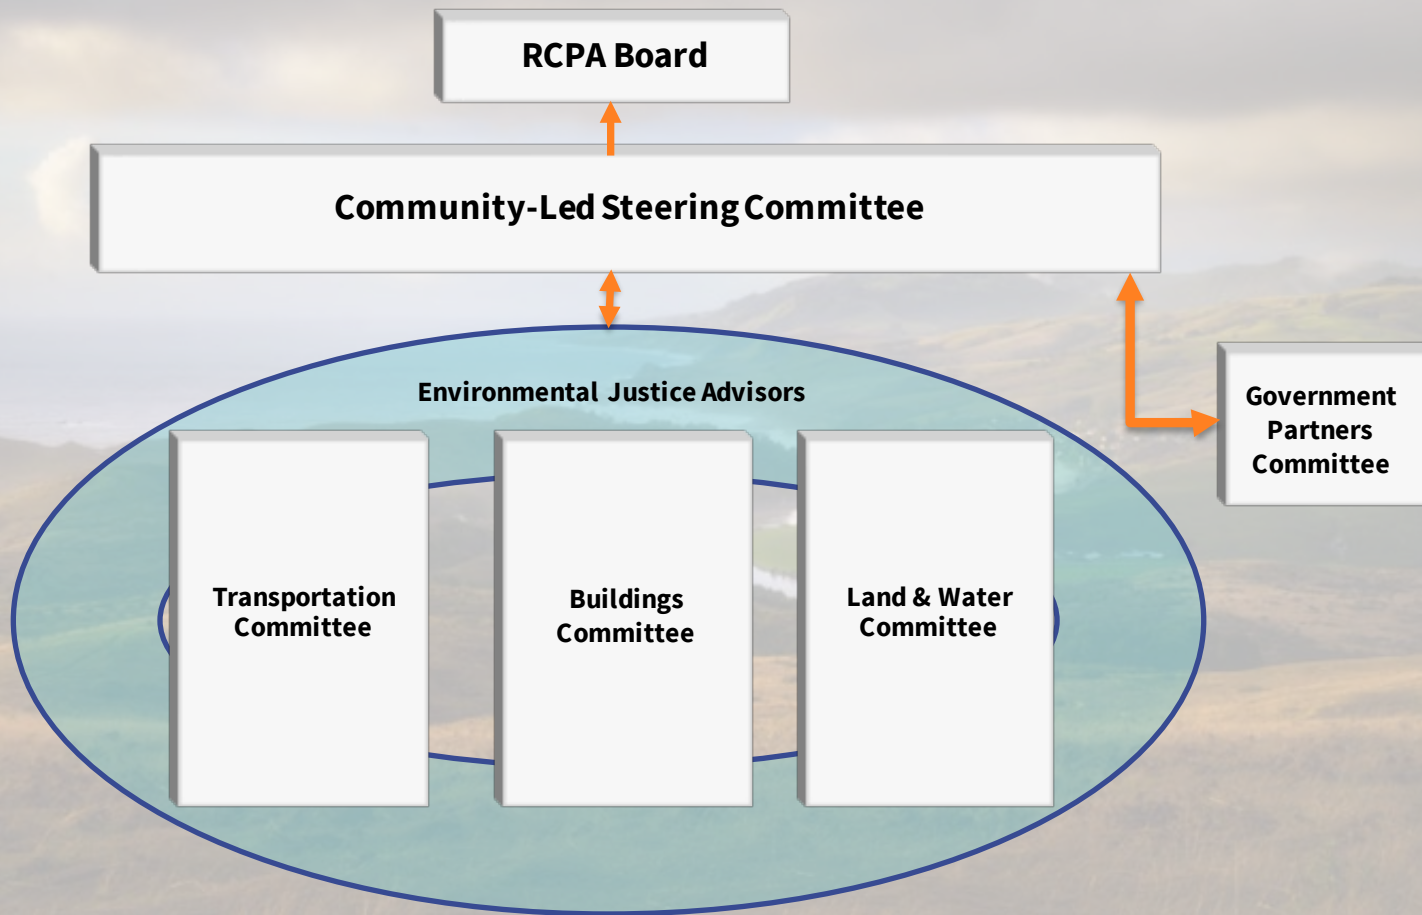 RCPA Board
Community-Led Steering Committee
Environmental Justice Advisors
Government
Partners
Committee
Transportation
Committee
Buildings
Committee
Land & Water
Committee